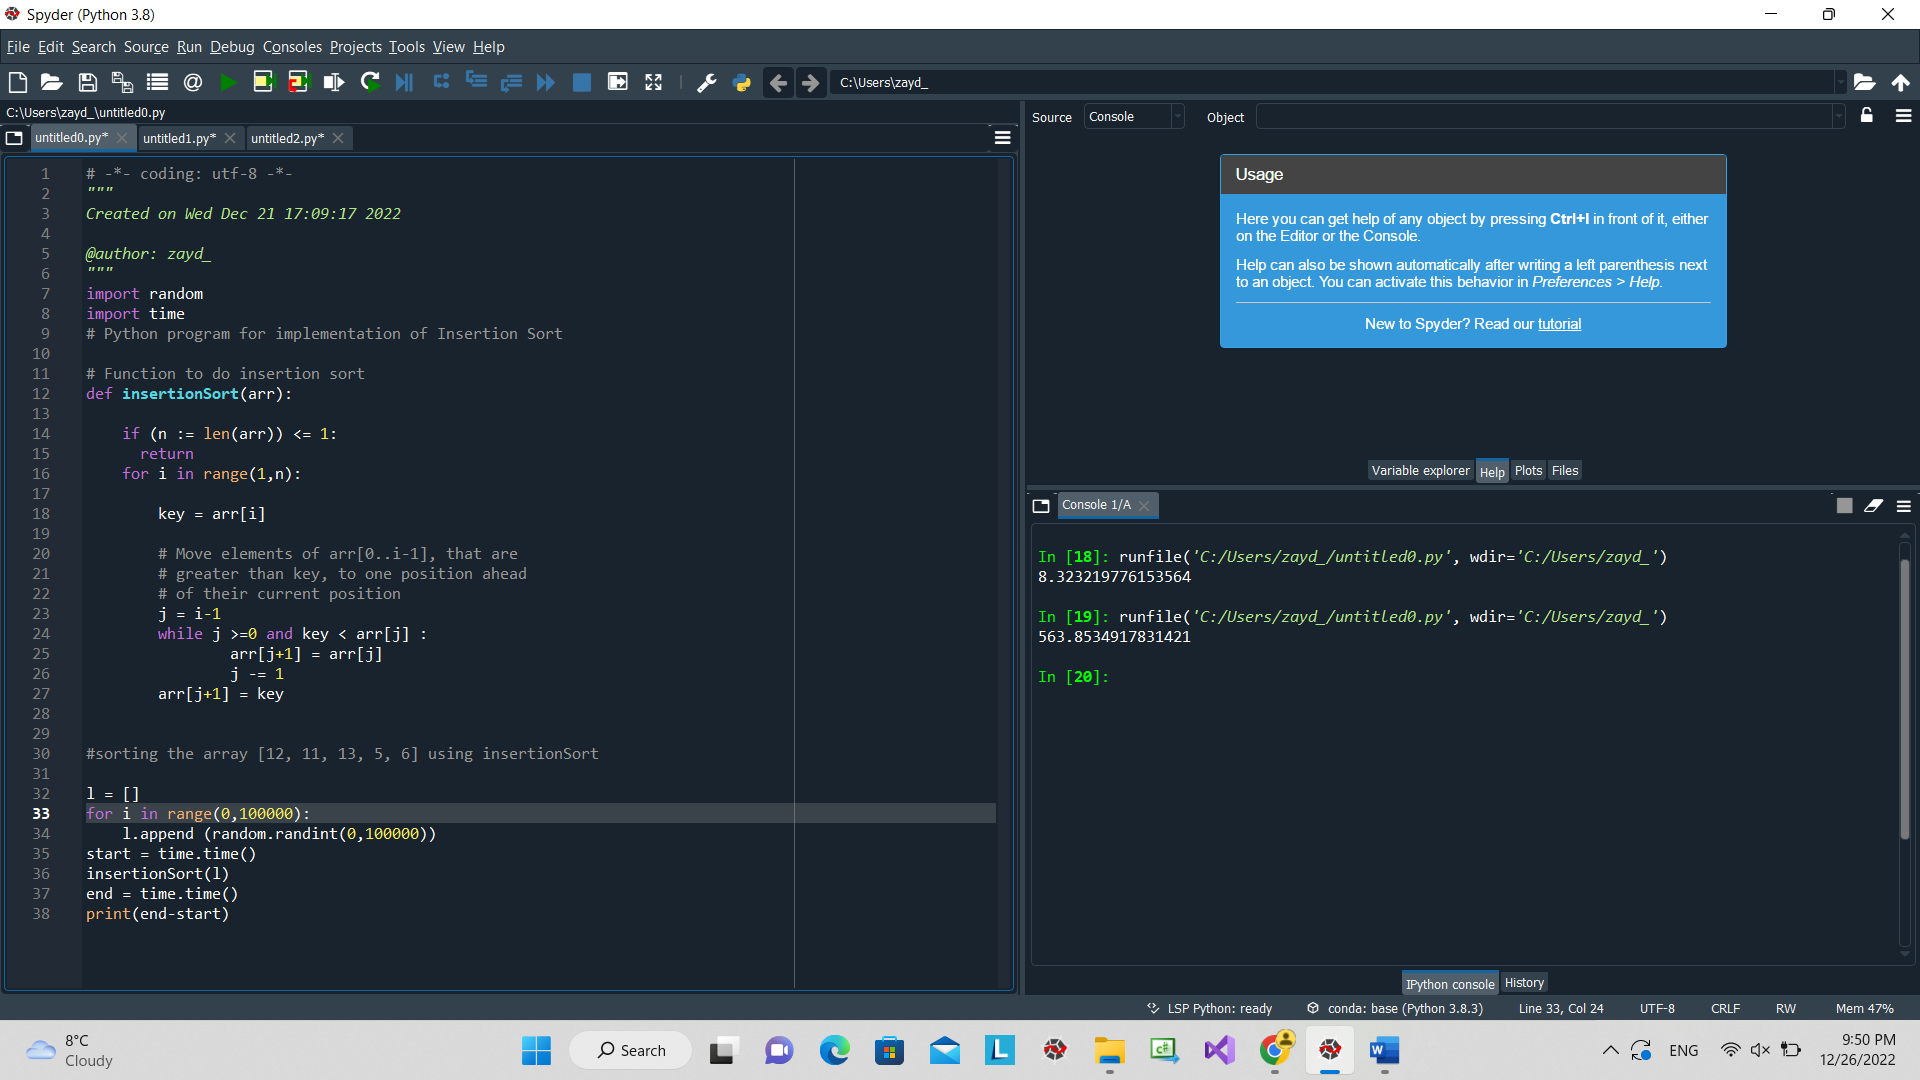 Spyder (Python 3.8)
File Edit Search Source Run Debug Consoles Projects Tools View Help
C:\Users\zayd_
C:\Users\zayd_\untitled0.py
untitled0.py* untitled1.py* untitled2.py*
1 # -*- coding: utf-8 -*-
2 """
3 Created on Wed Dec 21 17:09:17 2022
4
5 @author: zayd_
6 """
7 import random
8 import time
9 # Python program for implementation of Insertion Sort
10
11 # Function to do insertion sort
12 def insertionSort(arr):
13
14     if (n := len(arr)) <= 1:
15       return
16     for i in range(1,n):
17
18         key = arr[i]
19
20         # Move elements of arr[0..i-1], that are
21         # greater than key, to one position ahead
22         # of their current position
23         j = i-1
24         while j >=0 and key < arr[j] :
25                 arr[j+1] = arr[j]
26                 j -= 1
27         arr[j+1] = key
28
29
30 #sorting the array [12, 11, 13, 5, 6] using insertionSort
31
32 l = []
33 for i in range(0,100000):
34     l.append (random.randint(0,100000))
35 start = time.time()
36 insertionSort(l)
37 end = time.time()
38 print(end-start)
Source Console Object
Usage
Here you can get help of any object by pressing Ctrl+I in front of it, either
on the Editor or the Console.
Help can also be shown automatically after writing a left parenthesis next
to an object. You can activate this behavior in Preferences > Help.
New to Spyder? Read our tutorial
Variable explorer Help Plots Files
Console 1/A
In [18]: runfile('C:/Users/zayd_/untitled0.py', wdir='C:/Users/zayd_')
8.323219776153564
In [19]: runfile('C:/Users/zayd_/untitled0.py', wdir='C:/Users/zayd_')
563.8534917831421
In [20]:
IPython console History
LSP Python: ready conda: base (Python 3.8.3) Line 33, Col 24 UTF-8 CRLF RW Mem 47%
8°C
Cloudy
Search
ENG
9:50 PM
12/26/2022